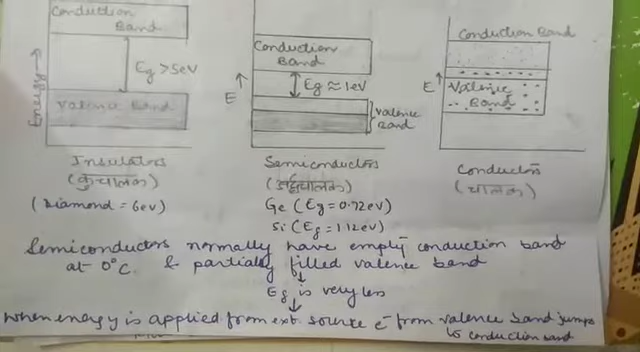 Conduction
Band
Eg > 5eV
Energy →
Valence Band
Insulators
(कुचालक)
(Diamond = 6eV)
Conduction
Band
Eg ≈ 1eV
E
Valence
Band
Semiconductors
(अर्द्धचालक)
Ge (Eg = 0.72eV)
Si (Eg = 1.12eV)
Conduction Band
E
Valence
Band
Conductors
(चालक)
Semiconductors normally have empty conduction band
at 0°C & partially filled valence band
↓
Eg is very less
↓
When energy is applied from ext. source e⁻ from valence band jumps
to conduction band